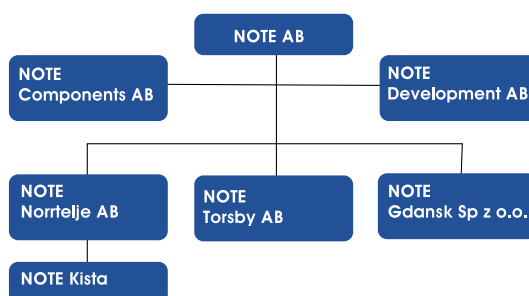 NOTE AB
NOTE
Components AB
NOTE
Development AB
NOTE
Norrtelje AB
NOTE
Torsby AB
NOTE
Gdansk Sp z o.o.
NOTE Kista